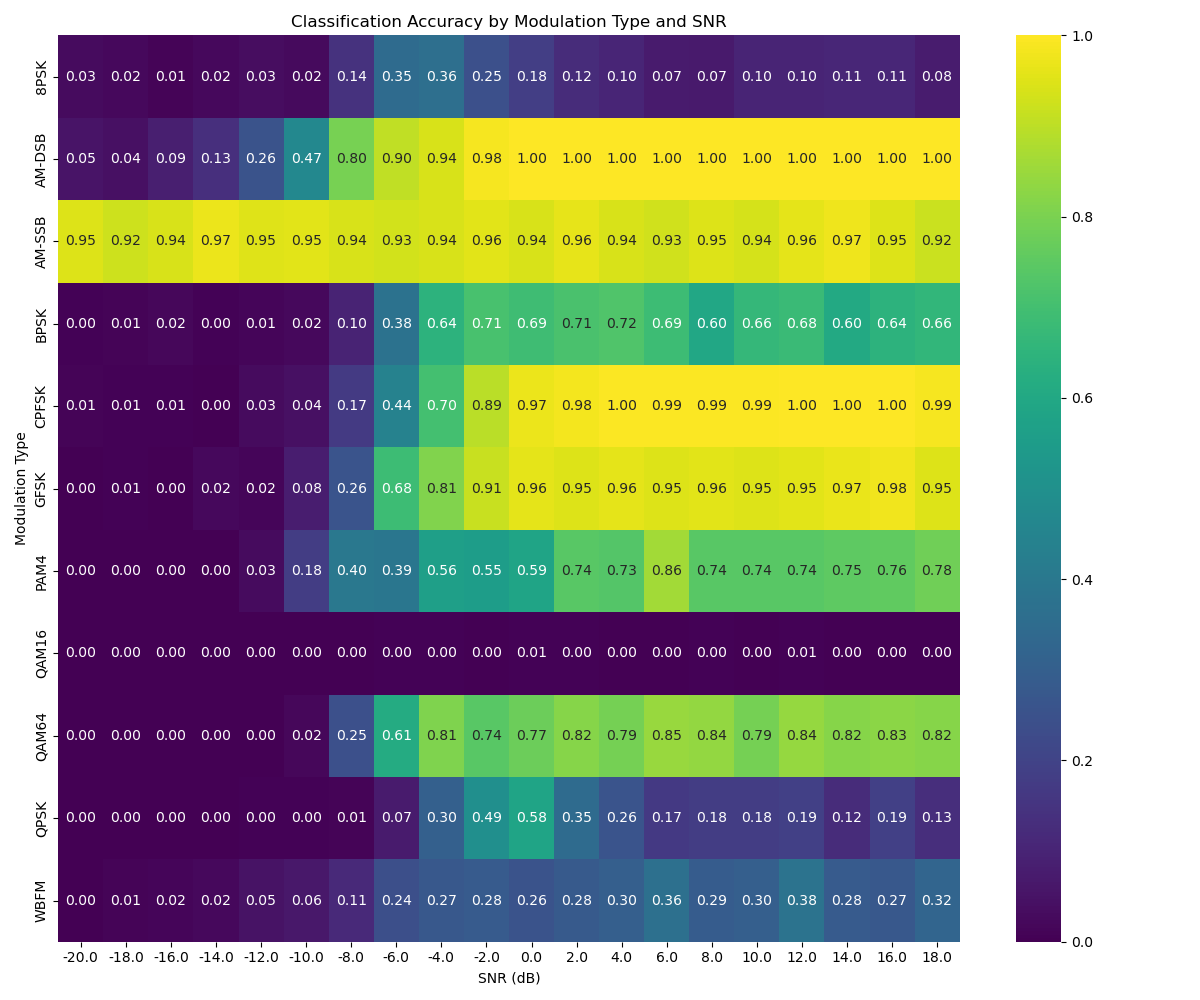 Classification Accuracy by Modulation Type and SNR
8PSK 0.03 0.02 0.01 0.02 0.03 0.02 0.14 0.35 0.36 0.25 0.18 0.12 0.10 0.07 0.07 0.10 0.10 0.11 0.11 0.08
AM-DSB 0.05 0.04 0.09 0.13 0.26 0.47 0.80 0.90 0.94 0.98 1.00 1.00 1.00 1.00 1.00 1.00 1.00 1.00 1.00 1.00
AM-SSB 0.95 0.92 0.94 0.97 0.95 0.95 0.94 0.93 0.94 0.96 0.94 0.96 0.94 0.93 0.95 0.94 0.96 0.97 0.95 0.92
BPSK 0.00 0.01 0.02 0.00 0.01 0.02 0.10 0.38 0.64 0.71 0.69 0.71 0.72 0.69 0.60 0.66 0.68 0.60 0.64 0.66
CPFSK 0.01 0.01 0.01 0.00 0.03 0.04 0.17 0.44 0.70 0.89 0.97 0.98 1.00 0.99 0.99 0.99 1.00 1.00 1.00 0.99
GFSK 0.00 0.01 0.00 0.02 0.02 0.08 0.26 0.68 0.81 0.91 0.96 0.95 0.96 0.95 0.96 0.95 0.95 0.97 0.98 0.95
PAM4 0.00 0.00 0.00 0.00 0.03 0.18 0.40 0.39 0.56 0.55 0.59 0.74 0.73 0.86 0.74 0.74 0.74 0.75 0.76 0.78
QAM16 0.00 0.00 0.00 0.00 0.00 0.00 0.00 0.00 0.00 0.00 0.01 0.00 0.00 0.00 0.00 0.00 0.01 0.00 0.00 0.00
QAM64 0.00 0.00 0.00 0.00 0.00 0.02 0.25 0.61 0.81 0.74 0.77 0.82 0.79 0.85 0.84 0.79 0.84 0.82 0.83 0.82
QPSK 0.00 0.00 0.00 0.00 0.00 0.00 0.01 0.07 0.30 0.49 0.58 0.35 0.26 0.17 0.18 0.18 0.19 0.12 0.19 0.13
WBFM 0.00 0.01 0.02 0.02 0.05 0.06 0.11 0.24 0.27 0.28 0.26 0.28 0.30 0.36 0.29 0.30 0.38 0.28 0.27 0.32
-20.0 -18.0 -16.0 -14.0 -12.0 -10.0 -8.0 -6.0 -4.0 -2.0 0.0 2.0 4.0 6.0 8.0 10.0 12.0 14.0 16.0 18.0
SNR (dB)
Modulation Type
1.0
0.8
0.6
0.4
0.2
0.0